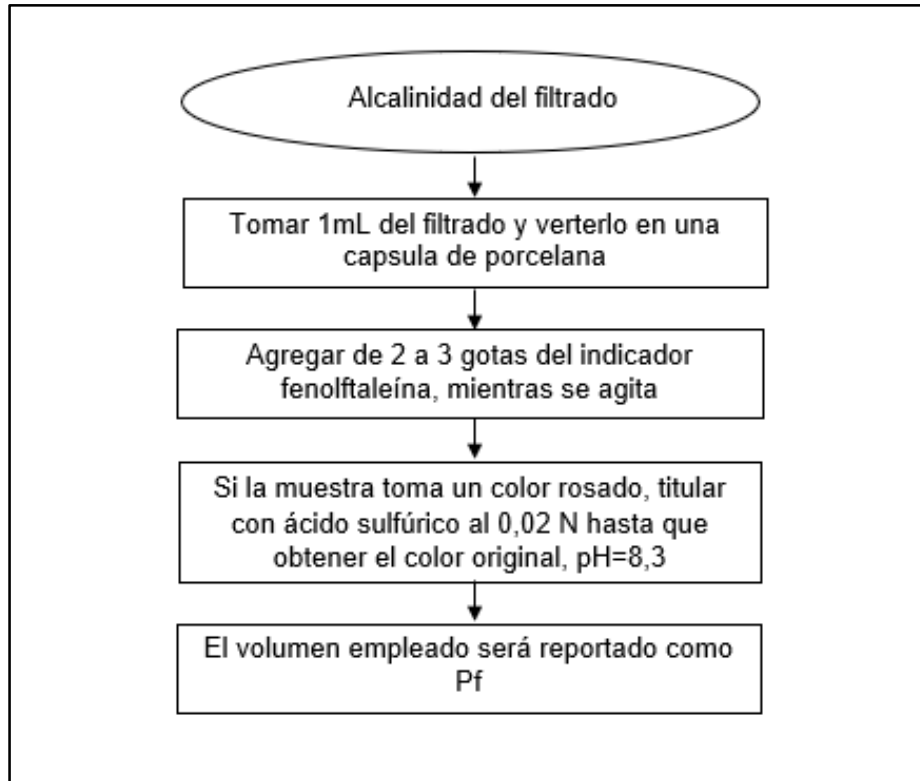 Alcalinidad del filtrado
Tomar 1mL del filtrado y verterlo en una
capsula de porcelana
Agregar de 2 a 3 gotas del indicador
fenolftaleína, mientras se agita
Si la muestra toma un color rosado, titular
con ácido sulfúrico al 0,02 N hasta que
obtener el color original, pH=8,3
El volumen empleado será reportado como
Pf